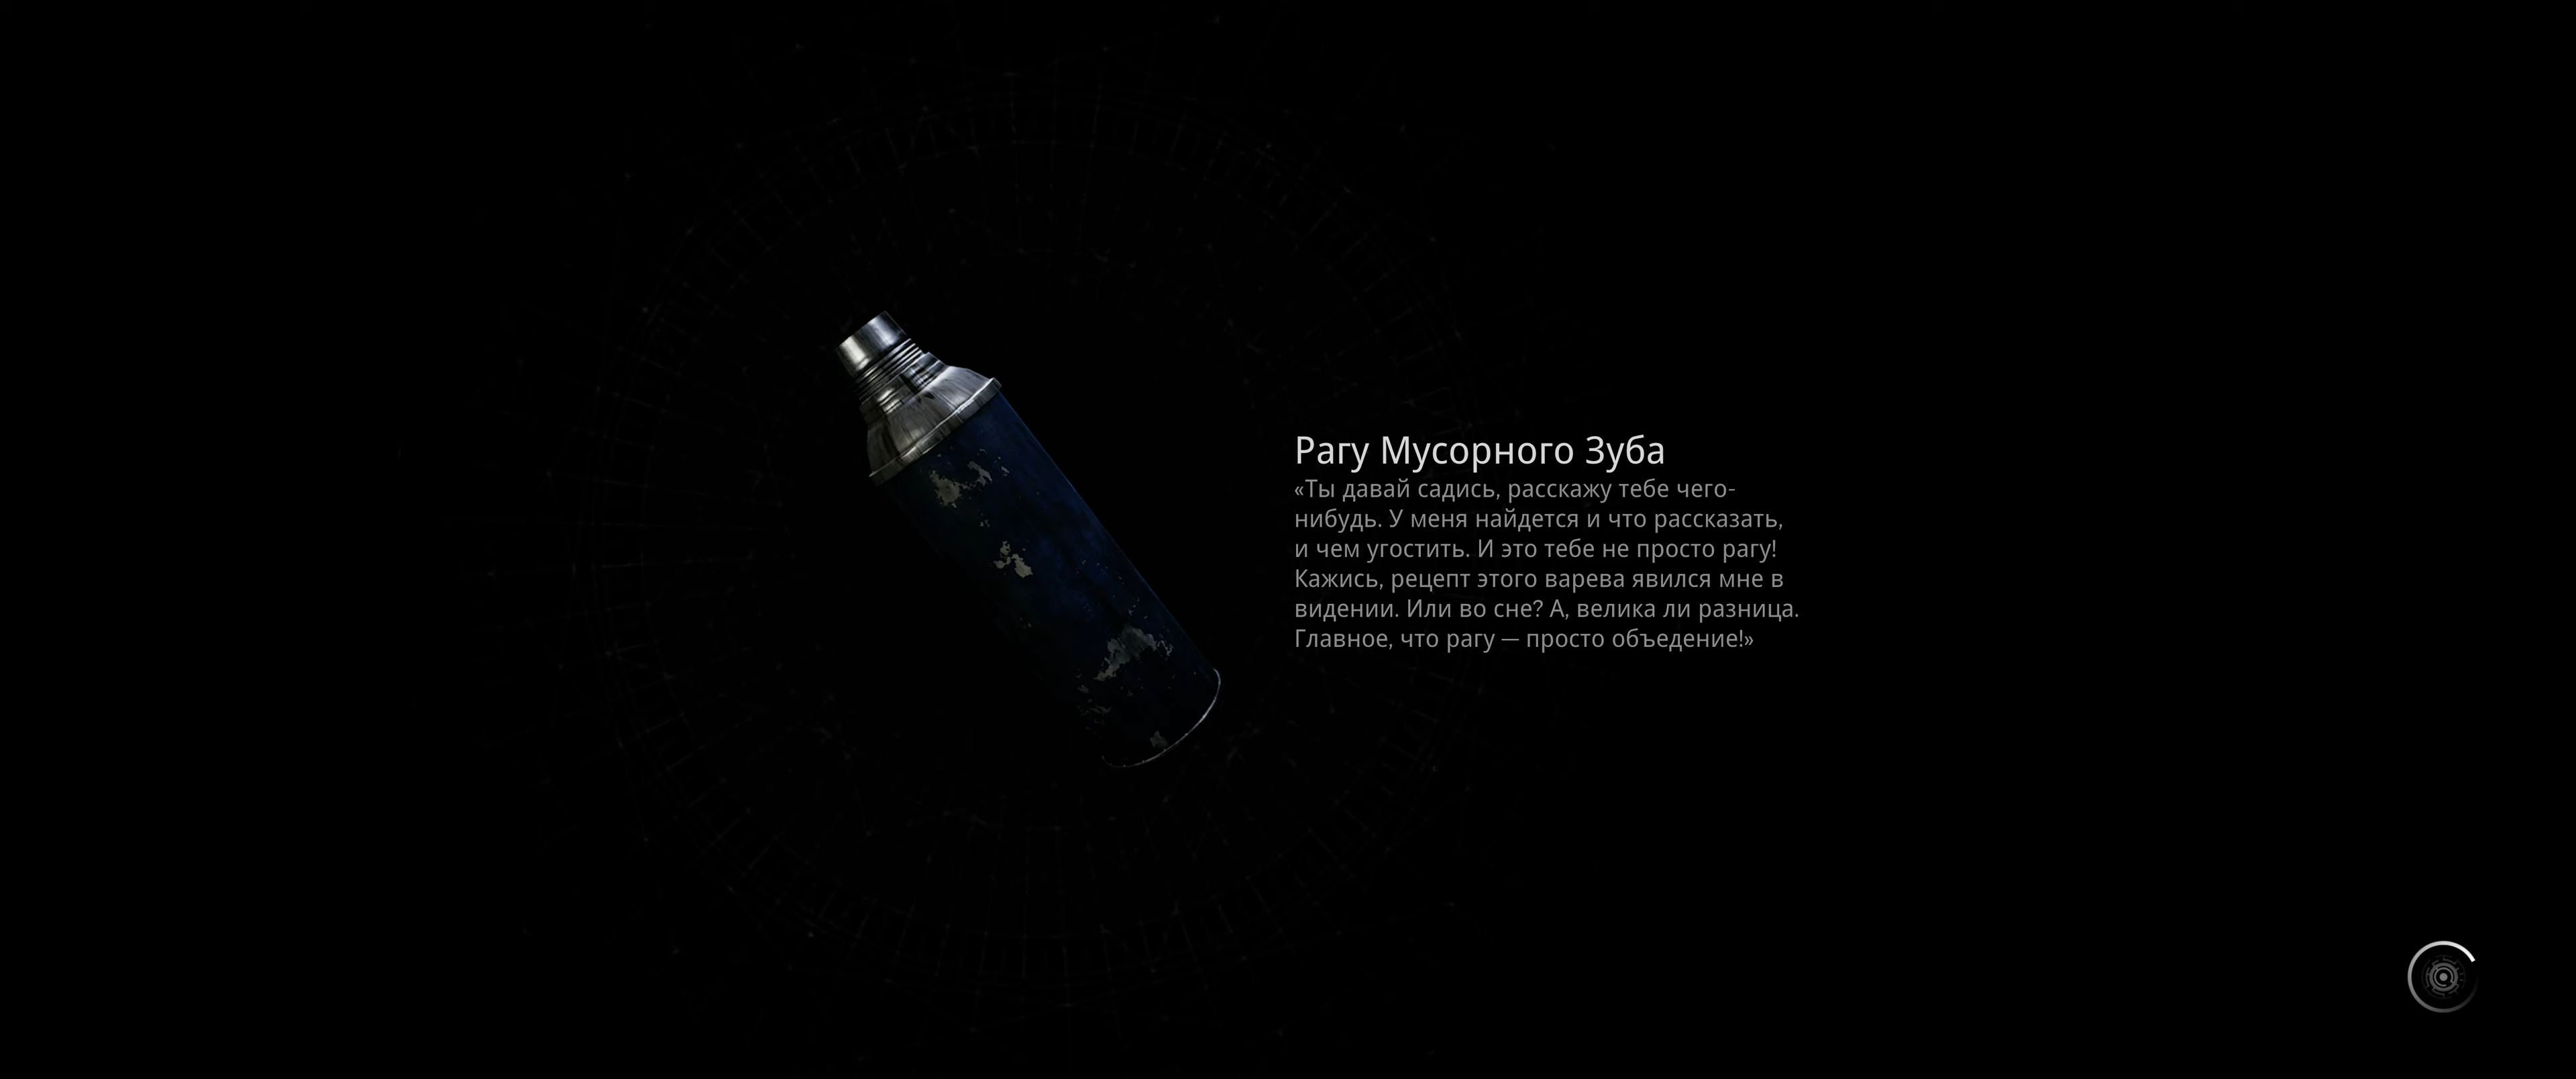 Рагу Мусорного Зуба
«Ты давай садись, расскажу тебе чего-
нибудь. У меня найдется и что рассказать,
и чем угостить. И это тебе не просто рагу!
Кажись, рецепт этого варева явился мне в
видении. Или во сне? А, велика ли разница.
Главное, что рагу — просто объедение!»